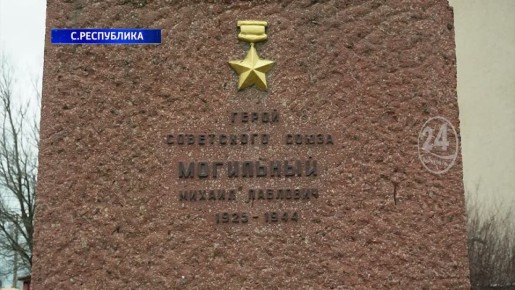 С.РЕСПУБЛИКА
ГЕРОЙ
СОВЕТСКОГО СОЮЗА
МОГИЛЬНЫЙ
МИХАИЛ ПАВЛОВИЧ
1925-1944
24